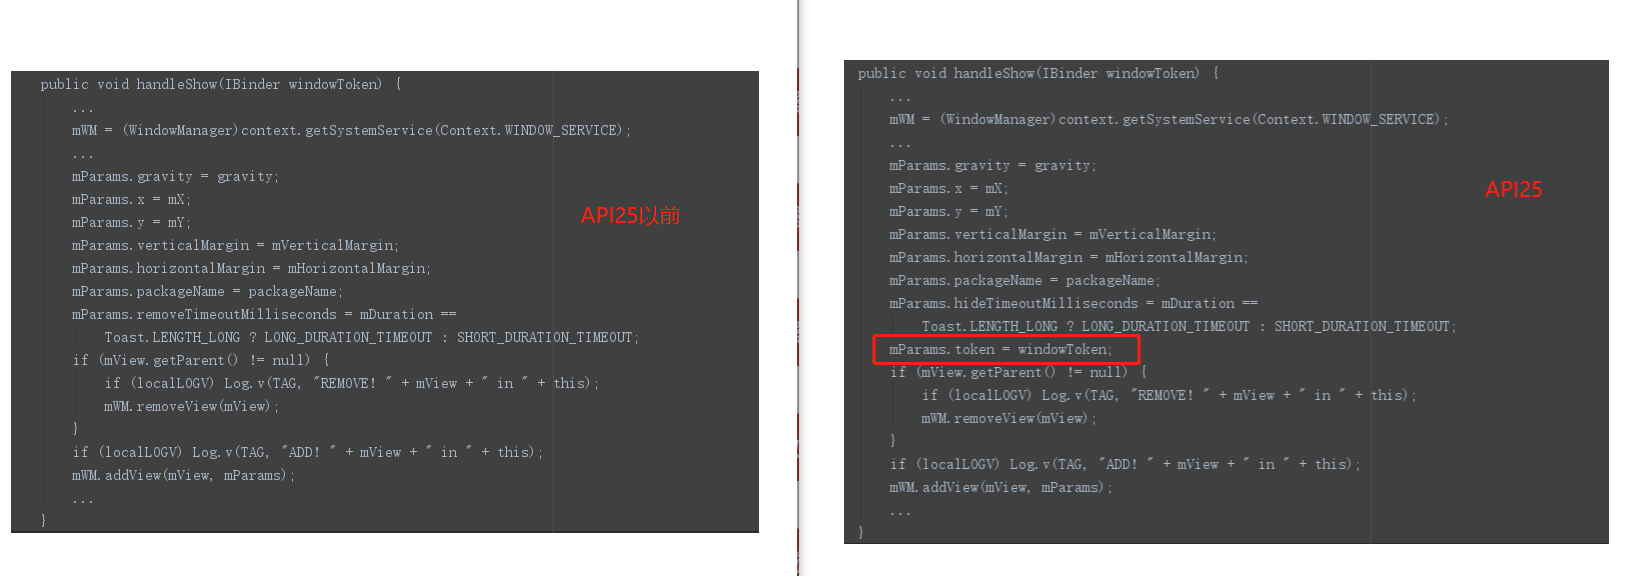 public void handleShow(IBinder windowToken) {
...
mWM = (WindowManager)context.getSystemService(Context.WINDOW_SERVICE);
...
mParams.gravity = gravity;
mParams.x = mX;
mParams.y = mY;
mParams.verticalMargin = mVerticalMargin;
mParams.horizontalMargin = mHorizontalMargin;
mParams.packageName = packageName;
mParams.removeTimeoutMilliseconds = mDuration ==
Toast.LENGTH_LONG ? LONG_DURATION_TIMEOUT : SHORT_DURATION_TIMEOUT;
if (mView.getParent() != null) {
if (localLOGV) Log.v(TAG, "REMOVE! " + mView + " in " + this);
mWM.removeView(mView);
}
if (localLOGV) Log.v(TAG, "ADD! " + mView + " in " + this);
mWM.addView(mView, mParams);
...
}
API25以前
public void handleShow(IBinder windowToken) {
...
mWM = (WindowManager)context.getSystemService(Context.WINDOW_SERVICE);
...
mParams.gravity = gravity;
mParams.x = mX;
mParams.y = mY;
mParams.verticalMargin = mVerticalMargin;
mParams.horizontalMargin = mHorizontalMargin;
mParams.packageName = packageName;
mParams.hideTimeoutMilliseconds = mDuration ==
Toast.LENGTH_LONG ? LONG_DURATION_TIMEOUT : SHORT_DURATION_TIMEOUT;
mParams.token = windowToken;
if (mView.getParent() != null) {
if (localLOGV) Log.v(TAG, "REMOVE! " + mView + " in " + this);
mWM.removeView(mView);
}
if (localLOGV) Log.v(TAG, "ADD! " + mView + " in " + this);
mWM.addView(mView, mParams);
...
}
API25